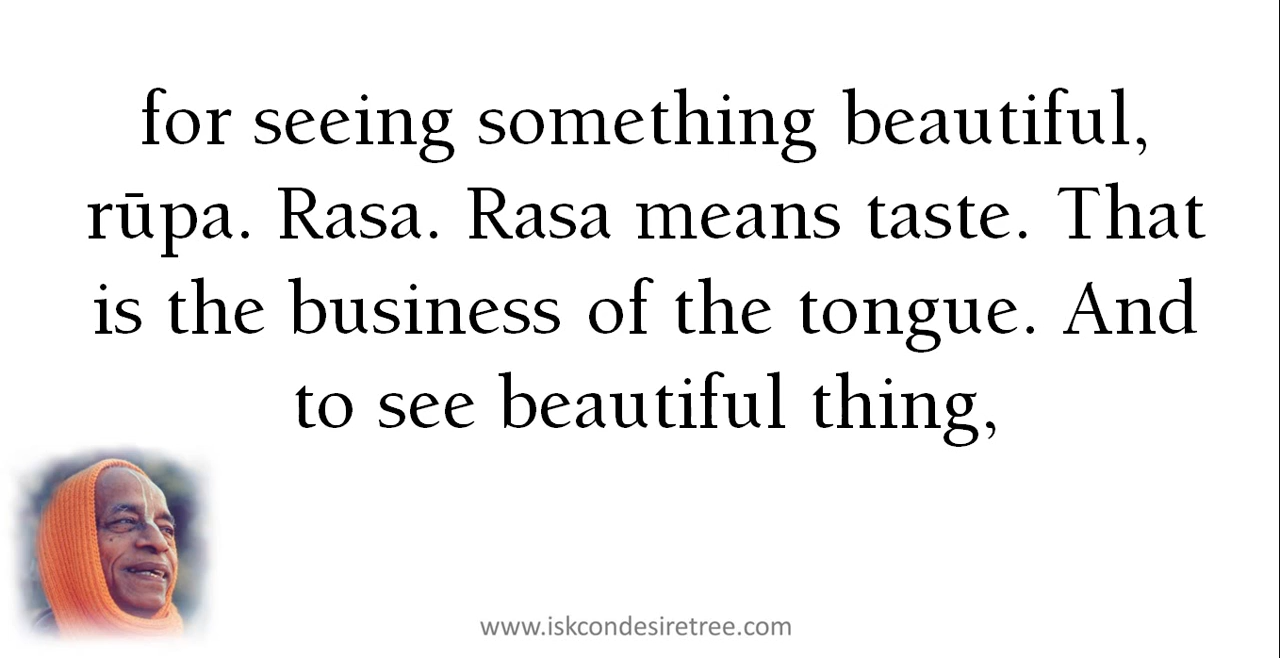 for seeing something beautiful,
rūpa. Rasa. Rasa means taste. That
is the business of the tongue. And
to see beautiful thing,
www.iskcondesiretree.com